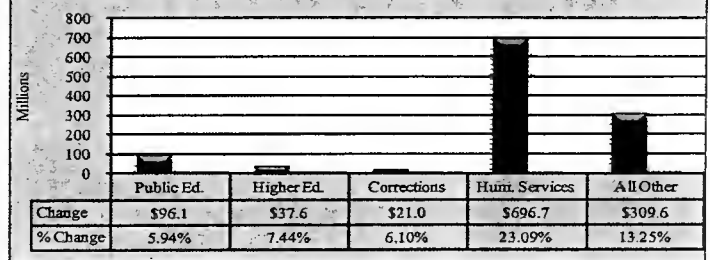 800
700
600
500
400
300
200
100
0
Millions
Public Ed. Higher Ed. Corrections Hum. Services All Other
Change $96.1 $37.6 $21.0 $696.7 $309.6
% Change 5.94% 7.44% 6.10% 23.09% 13.25%